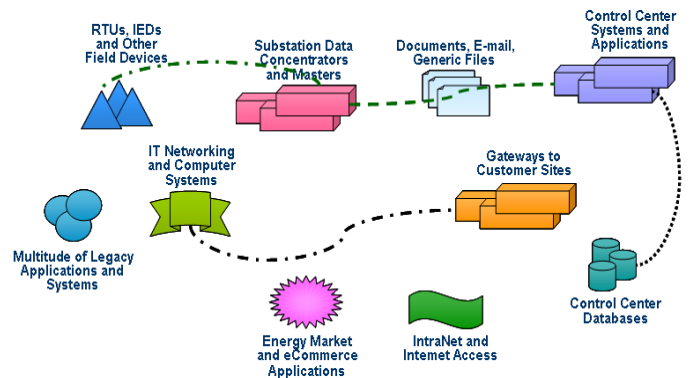 RTUs, IEDs
and Other
Field Devices
Substation Data
Concentrators
and Masters
Documents, E-mail,
Generic Files
Control Center
Systems and
Applications
IT Networking
and Computer
Systems
Gateways to
Customer Sites
Multitude of Legacy
Applications and
Systems
Control Center
Databases
Energy Market
and eCommerce
Applications
IntraNet and
Internet Access